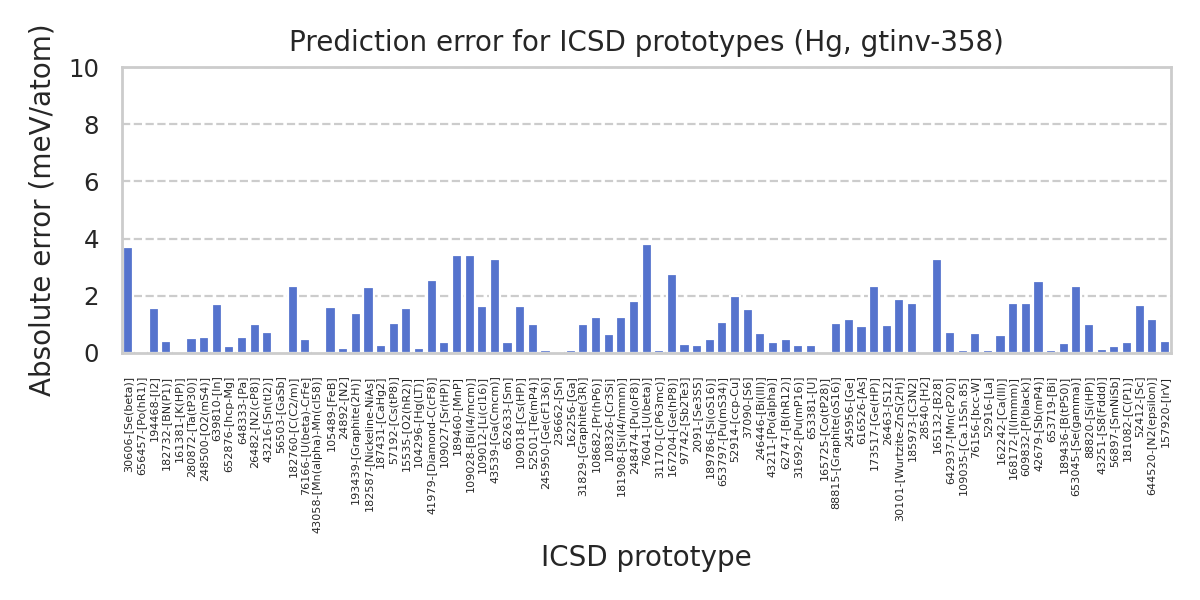 Prediction error for ICSD prototypes (Hg, gtinv-358)
Absolute error (meV/atom)
10
8
6
4
2
0
30606-[Se(beta)]
656457-[Po(hR1)]
194468-[I2]
182732-[BN(P1)]
161381-[K(HP)]
280872-[Ta(tP30)]
248500-[O2(mS4)]
639810-[In]
652876-[hcp-Mg]
648333-[Pa]
26482-[N2(cP8)]
43216-[Sn(tI2)]
5603-[GaSb]
182760-[C(C2/m)]
76166-[U(beta)-CrFe]
43058-[Mn(alpha)-Mn(cI58)]
105489-[FeB]
24892-[N2]
193439-[Graphite(2H)]
182587-[Nickeline-NiAs]
187431-[CaHg2]
57192-[Cs(tP8)]
15535-[O2(hR2)]
104296-[Hg(LT)]
41979-[Diamond-C(cF8)]
109027-[Sr(HP)]
189460-[MnP]
109028-[Bi(I4/mcm)]
109012-[Li(cI16)]
43539-[Ga(Cmcm)]
652633-[Sm]
109018-[Cs(HP)]
52501-[Te(mP4)]
245950-[Ge(cF136)]
236662-[Sn]
162256-[Ga]
31829-[Graphite(3R)]
108682-[Pr(hP6)]
108326-[Cr3Si]
181908-[Si(I4/mmm)]
248474-[Pu(oF8)]
76041-[U(beta)]
31170-[C(P63mc)]
167204-[Ge(hP8)]
97742-[Sb2Te3]
2091-[Se3S5]
189786-[Si(oS16)]
653797-[Pu(mS34)]
52914-[ccp-Cu]
37090-[S6]
246446-[Bi(III)]
43211-[Po(alpha)]
62747-[B(hR12)]
31692-[P(mP16)]
653381-[U]
165725-[Co(tP28)]
88815-[Graphite(oS16)]
245956-[Ge]
616526-[As]
173517-[Ge(HP)]
26463-[S12]
30101-[Wurtzite-ZnS(2H)]
185973-[C3N2]
28540-[H2]
165132-[B28]
642937-[Mn(cP20)]
109035-[Ca.15Sn.85]
76156-[bcc-W]
52916-[La]
162242-[Ca(III)]
168172-[I(Immm)]
609832-[P(black)]
42679-[Sb(mP4)]
653719-[Bi]
189436-[B(tP50)]
653045-[Se(gamma)]
88820-[Si(HP)]
432511-[S8(Fddd)]
56897-[SmNiSb]
181082-[C(P1)]
52412-[Sc]
644520-[N2(epsilon)]
157920-[IrV]
ICSD prototype